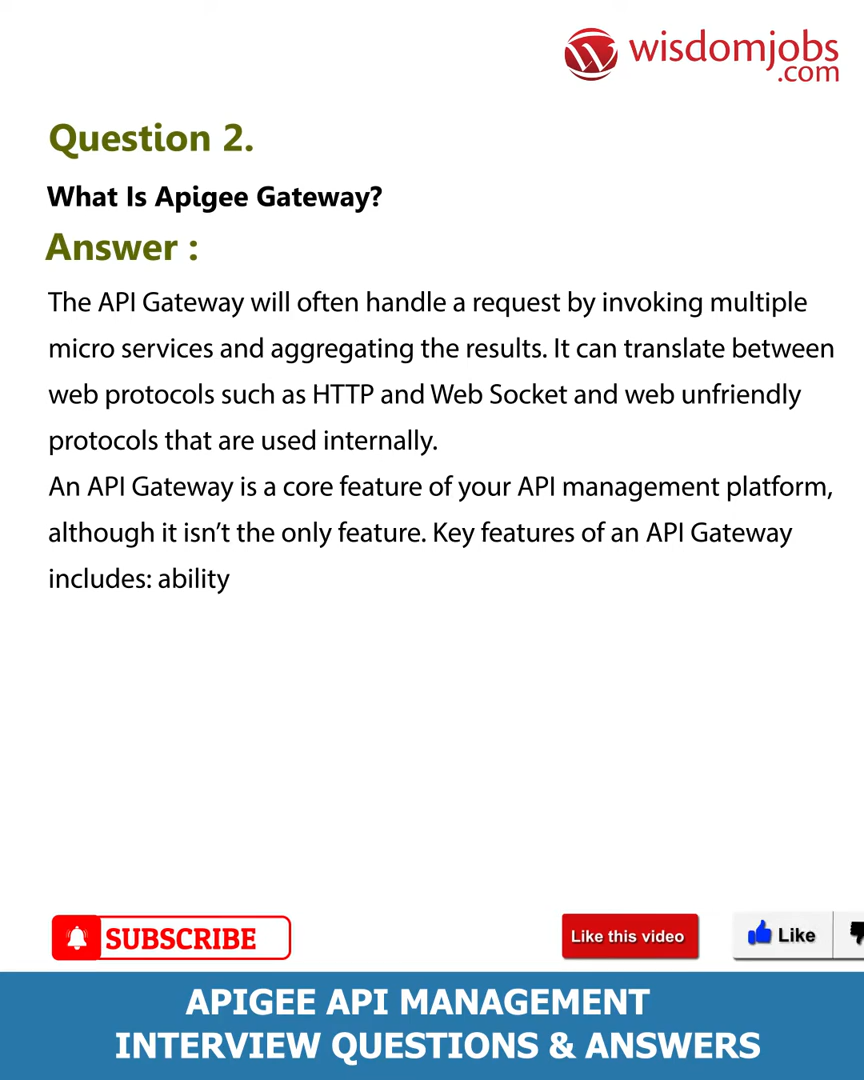 wisdomjobs
.com
Question 2.
What Is Apigee Gateway?
Answer :
The API Gateway will often handle a request by invoking multiple
micro services and aggregating the results. It can translate between
web protocols such as HTTP and Web Socket and web unfriendly
protocols that are used internally.
An API Gateway is a core feature of your API management platform,
although it isn’t the only feature. Key features of an API Gateway
includes: ability
SUBSCRIBE
Like this video
Like
APIGEE API MANAGEMENT
INTERVIEW QUESTIONS & ANSWERS